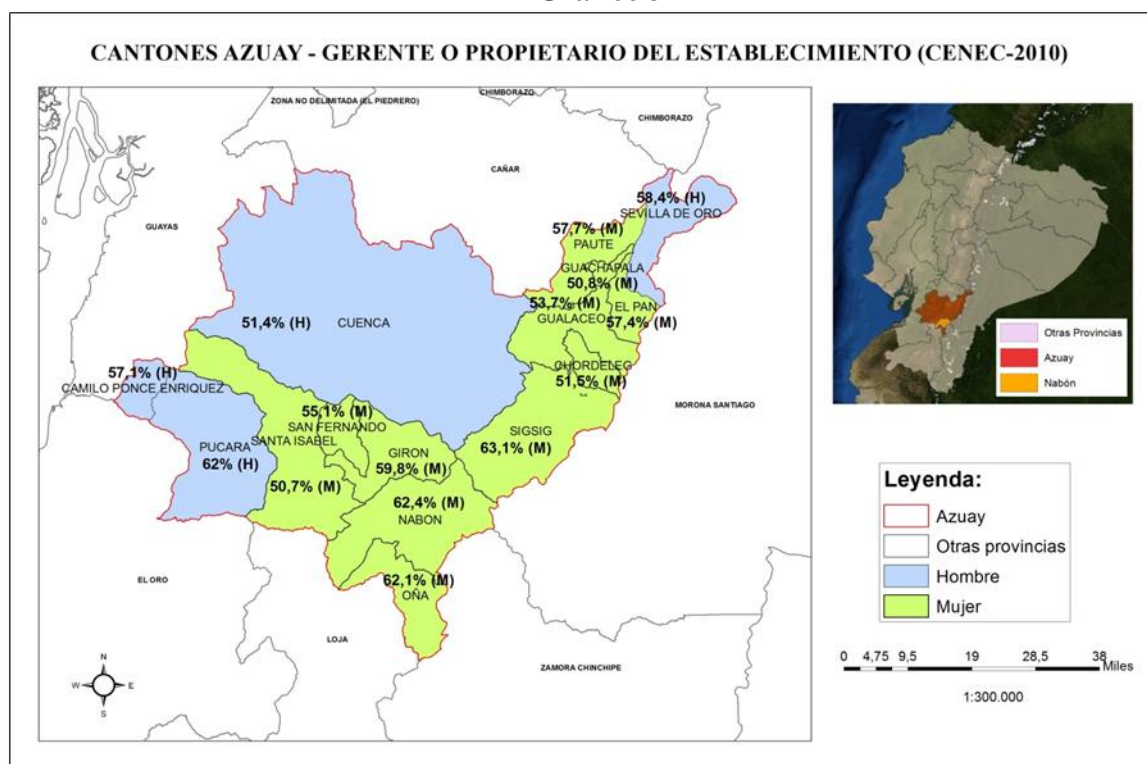 CANTONES AZUAY - GERENTE O PROPIETARIO DEL ESTABLECIMIENTO (CENEC-2010)
ZONA NO DELIMITADA (EL PIEDRERO)
CHIMBORAZO
CHIMBORAZO
CAÑAR
GUAYAS
58,4% (H)
SEVILLA DE ORO
57,7% (M)
PAUTE
GUACHAPALA
50,8% (M)
53,7% (M)
GUALACEO
EL PAN
57,4% (M)
51,4% (H)
CUENCA
CHORDELEG
51,5% (M)
57,1% (H)
CAMILO PONCE ENRIQUEZ
MORONA SANTIAGO
55,1% (M)
SAN FERNANDO
SANTA ISABEL
50,7% (M)
PUCARA
62% (H)
GIRON
59,8% (M)
SIGSIG
63,1% (M)
62,4% (M)
NABON
62,1% (M)
OÑA
EL ORO
LOJA
ZAMORA CHINCHIPE
N
W
E
S
Otras Provincias
Azuay
Nabón
Leyenda:
Azuay
Otras provincias
Hombre
Mujer
0 4,75 9,5 19 28,5 38
Miles
1:300.000